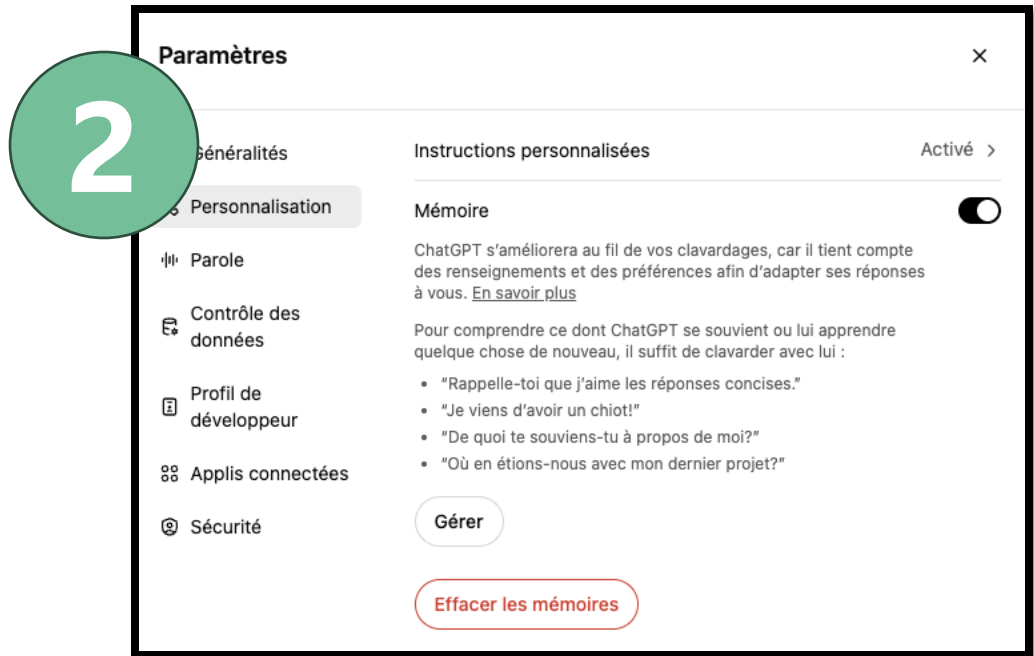 2
Paramètres
Généralités
Personnalisation
Parole
Contrôle des
données
Profil de
développeur
Applis connectées
Sécurité
Instructions personnalisées
Activé
Mémoire
ChatGPT s’améliorera au fil de vos clavardages, car il tient compte
des renseignements et des préférences afin d’adapter ses réponses
à vous. En savoir plus
Pour comprendre ce dont ChatGPT se souvient ou lui apprendre
quelque chose de nouveau, il suffit de clavarder avec lui :
• “Rappelle-toi que j’aime les réponses concises.”
• “Je viens d’avoir un chiot!”
• “De quoi te souviens-tu à propos de moi?”
• “Où en étions-nous avec mon dernier projet?”
Gérer
Effacer les mémoires